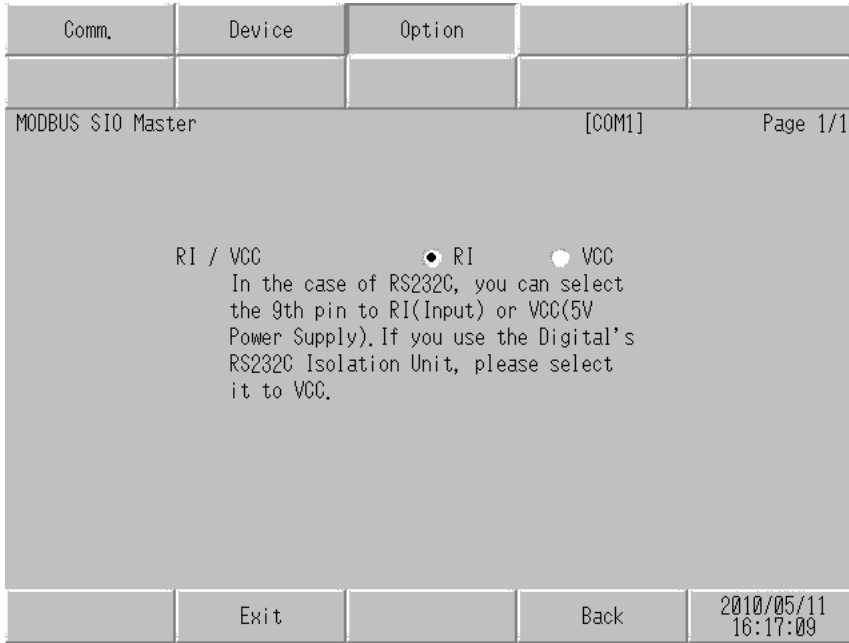 Comm. Device Option
MODBUS SIO Master [COM1] Page 1/1
RI / VCC RI VCC
In the case of RS232C, you can select
the 9th pin to RI(Input) or VCC(5V
Power Supply).If you use the Digital's
RS232C Isolation Unit, please select
it to VCC.
Exit Back 2010/05/11
16:17:09